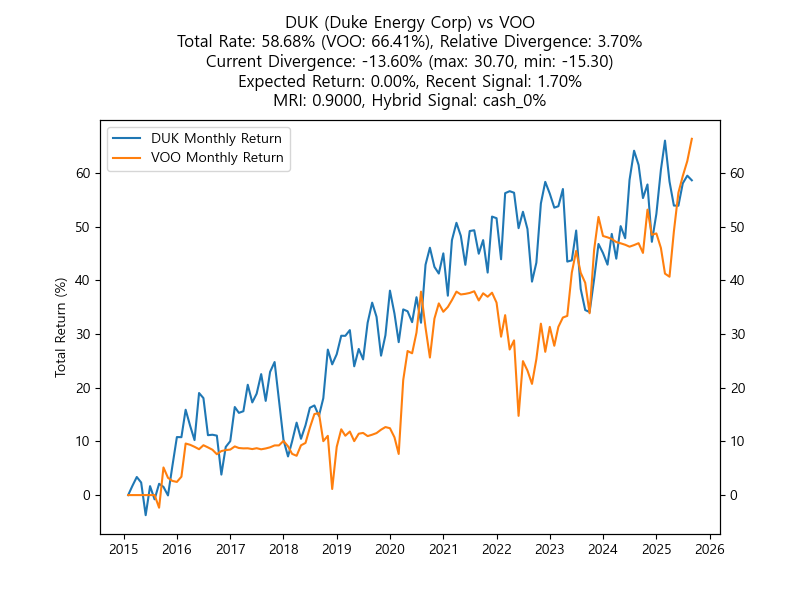 DUK (Duke Energy Corp) vs VOO
Total Rate: 58.68% (VOO: 66.41%), Relative Divergence: 3.70%
Current Divergence: -13.60% (max: 30.70, min: -15.30)
Expected Return: 0.00%, Recent Signal: 1.70%
MRI: 0.9000, Hybrid Signal: cash_0%
DUK Monthly Return
VOO Monthly Return
Total Return (%)
60 60
50 50
40 40
30 30
20 20
10 10
0 0
2015 2016 2017 2018 2019 2020 2021 2022 2023 2024 2025 2026